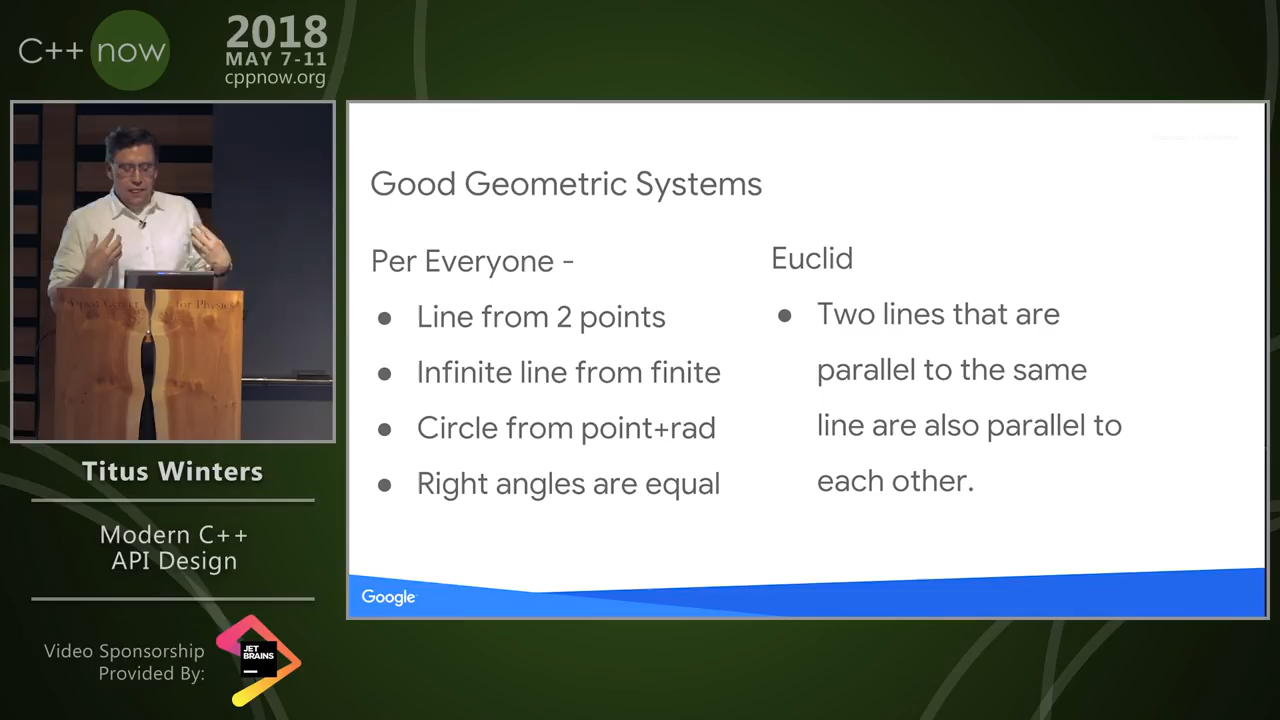 C++ now
2018
MAY 7-11
cppnow.org
Good Geometric Systems
Per Everyone -
● Line from 2 points
● Infinite line from finite
● Circle from point+rad
● Right angles are equal
Euclid
● Two lines that are
parallel to the same
line are also parallel to
each other.
Google
for Physics
Titus Winters
Modern C++
API Design
Video Sponsorship
Provided By:
JET
BRAINS